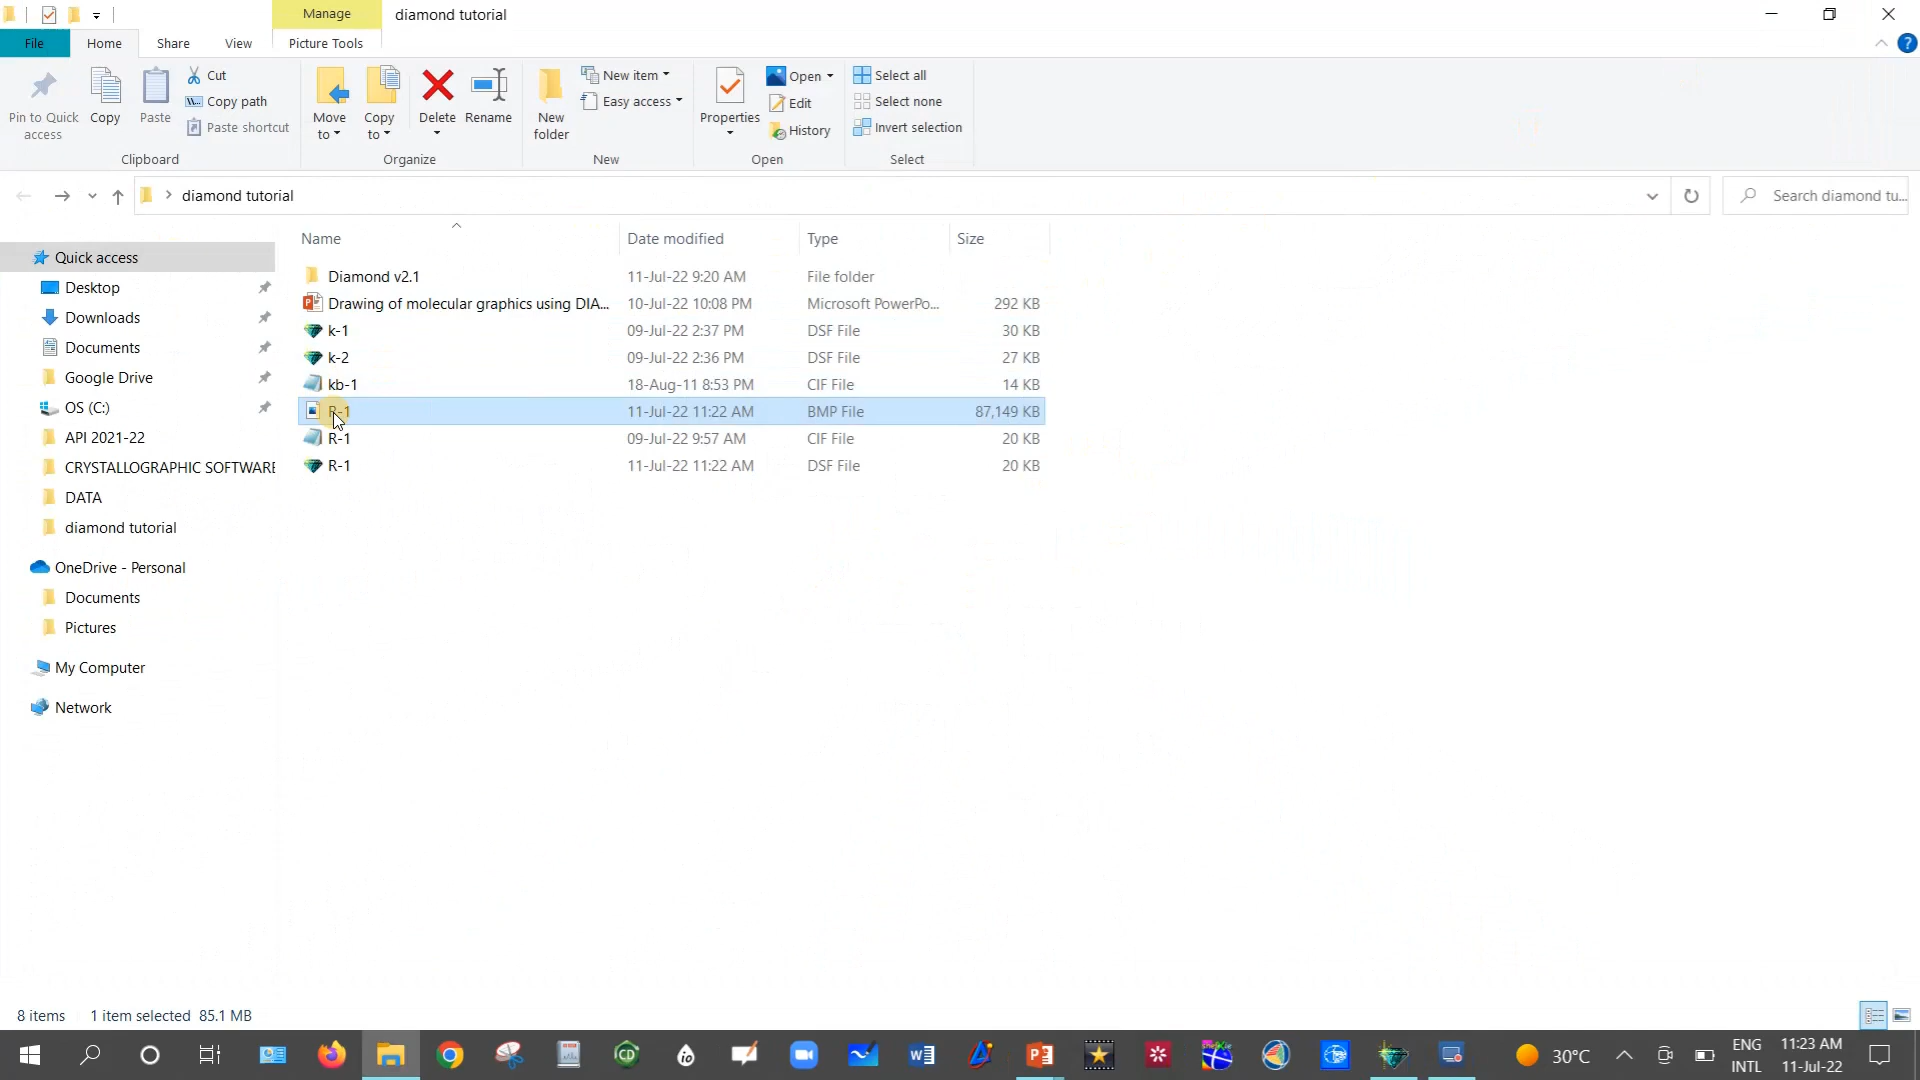 Manage
diamond tutorial
File
Home
Share
View
Picture Tools
Pin to Quick access
Copy
Paste
Cut
Copy path
Paste shortcut
Clipboard
Move to
Copy to
Delete
Rename
Organize
New folder
New item
Easy access
New
Properties
Open
Edit
History
Open
Select all
Select none
Invert selection
Select
diamond tutorial
Search diamond tu...
Name
Date modified
Type
Size
Diamond v2.1 11-Jul-22 9:20 AM File folder
Drawing of molecular graphics using DIA... 10-Jul-22 10:08 PM Microsoft PowerPo... 292 KB
k-1 09-Jul-22 2:37 PM DSF File 30 KB
k-2 09-Jul-22 2:36 PM DSF File 27 KB
kb-1 18-Aug-11 8:53 PM CIF File 14 KB
R-1 11-Jul-22 11:22 AM BMP File 87,149 KB
R-1 09-Jul-22 9:57 AM CIF File 20 KB
R-1 11-Jul-22 11:22 AM DSF File 20 KB
Quick access
Desktop
Downloads
Documents
Google Drive
OS (C:)
API 2021-22
CRYSTALLOGRAPHIC SOFTWARE
DATA
diamond tutorial
OneDrive - Personal
Documents
Pictures
My Computer
Network
8 items 1 item selected 85.1 MB
30°C
ENG
INTL
11:23 AM
11-Jul-22